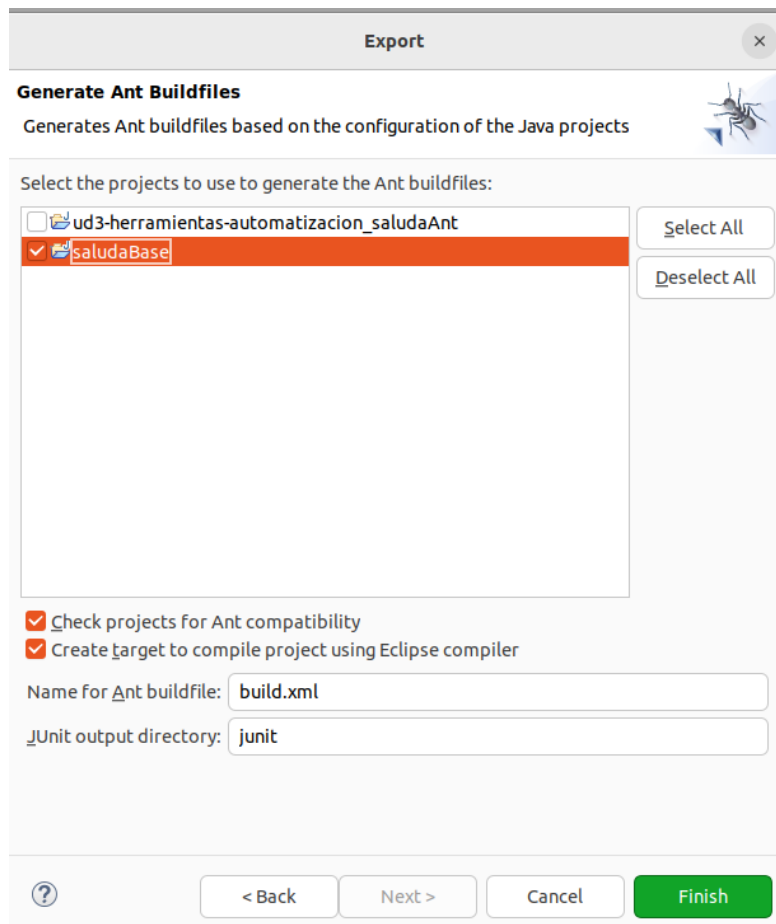 Export
Generate Ant Buildfiles
Generates Ant buildfiles based on the configuration of the Java projects
Select the projects to use to generate the Ant buildfiles:
ud3-herramientas-automatizacion_saludaAnt
saludaBase
Select All
Deselect All
Check projects for Ant compatibility
Create target to compile project using Eclipse compiler
Name for Ant buildfile: build.xml
JUnit output directory: junit
? < Back Next > Cancel Finish